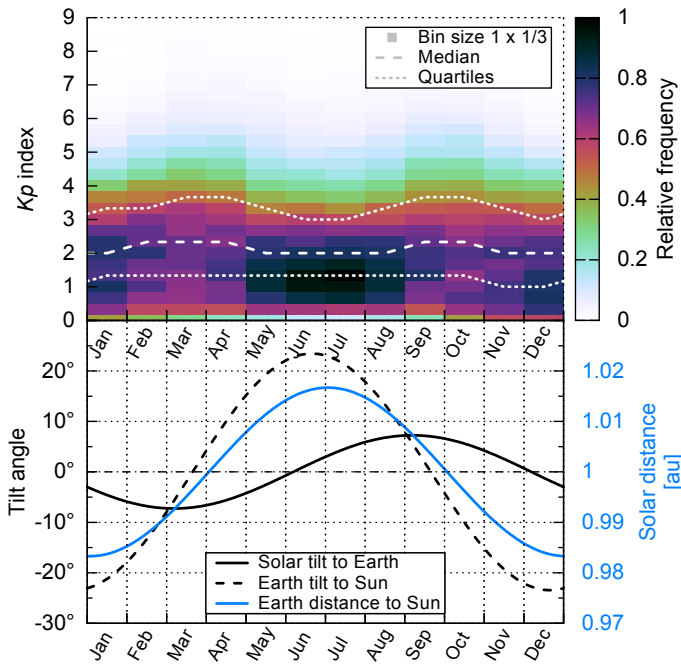 9
8
7
6
5
4
3
2
1
0
Kp index
Bin size 1 x 1/3
Median
Quartiles
1
0.8
0.6
0.4
0.2
0
Relative frequency
Jan Feb Mar Apr May Jun Jul Aug Sep Oct Nov Dec
20°
10°
0°
-10°
-20°
-30°
Tilt angle
1.02
1.01
1
0.99
0.98
0.97
Solar distance
[au]
Solar tilt to Earth
Earth tilt to Sun
Earth distance to Sun
Jan Feb Mar Apr May Jun Jul Aug Sep Oct Nov Dec